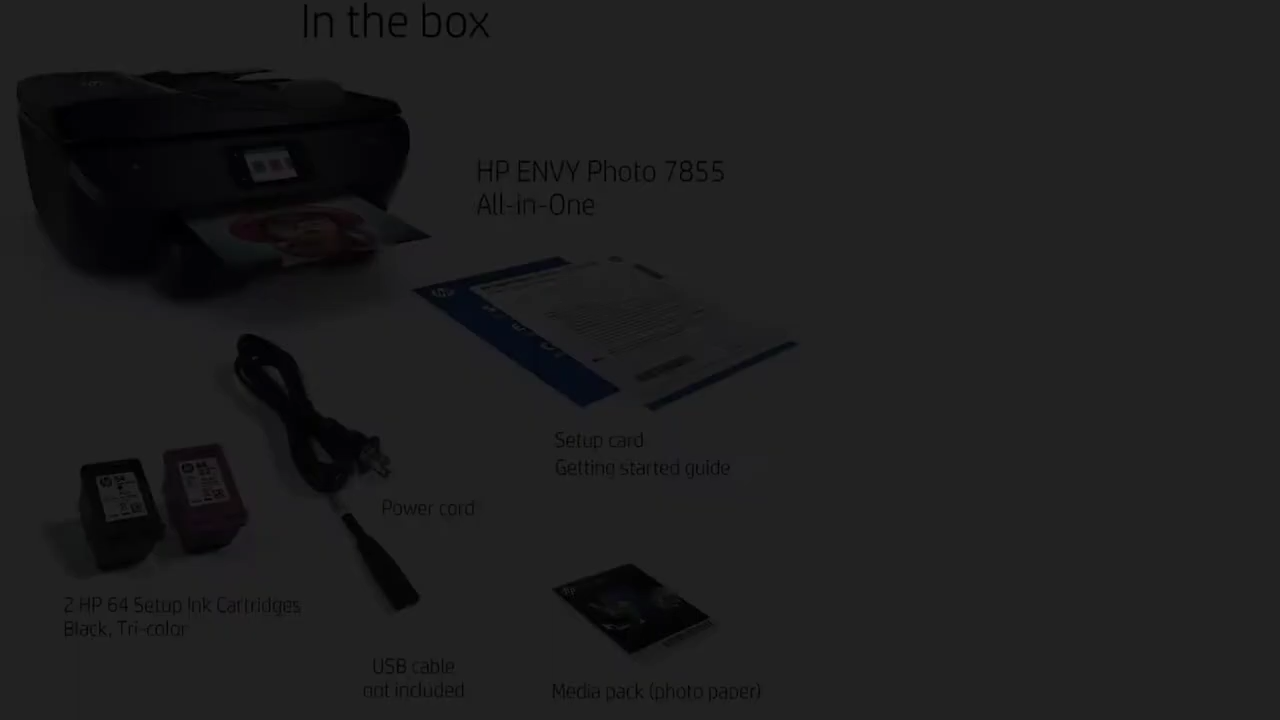 In the box
HP ENVY Photo 7855
All-in-One
Setup card
Getting started guide
Power cord
2 HP 64 Setup Ink Cartridges
Black, Tri-color
USB cable
not included
Media pack (photo paper)